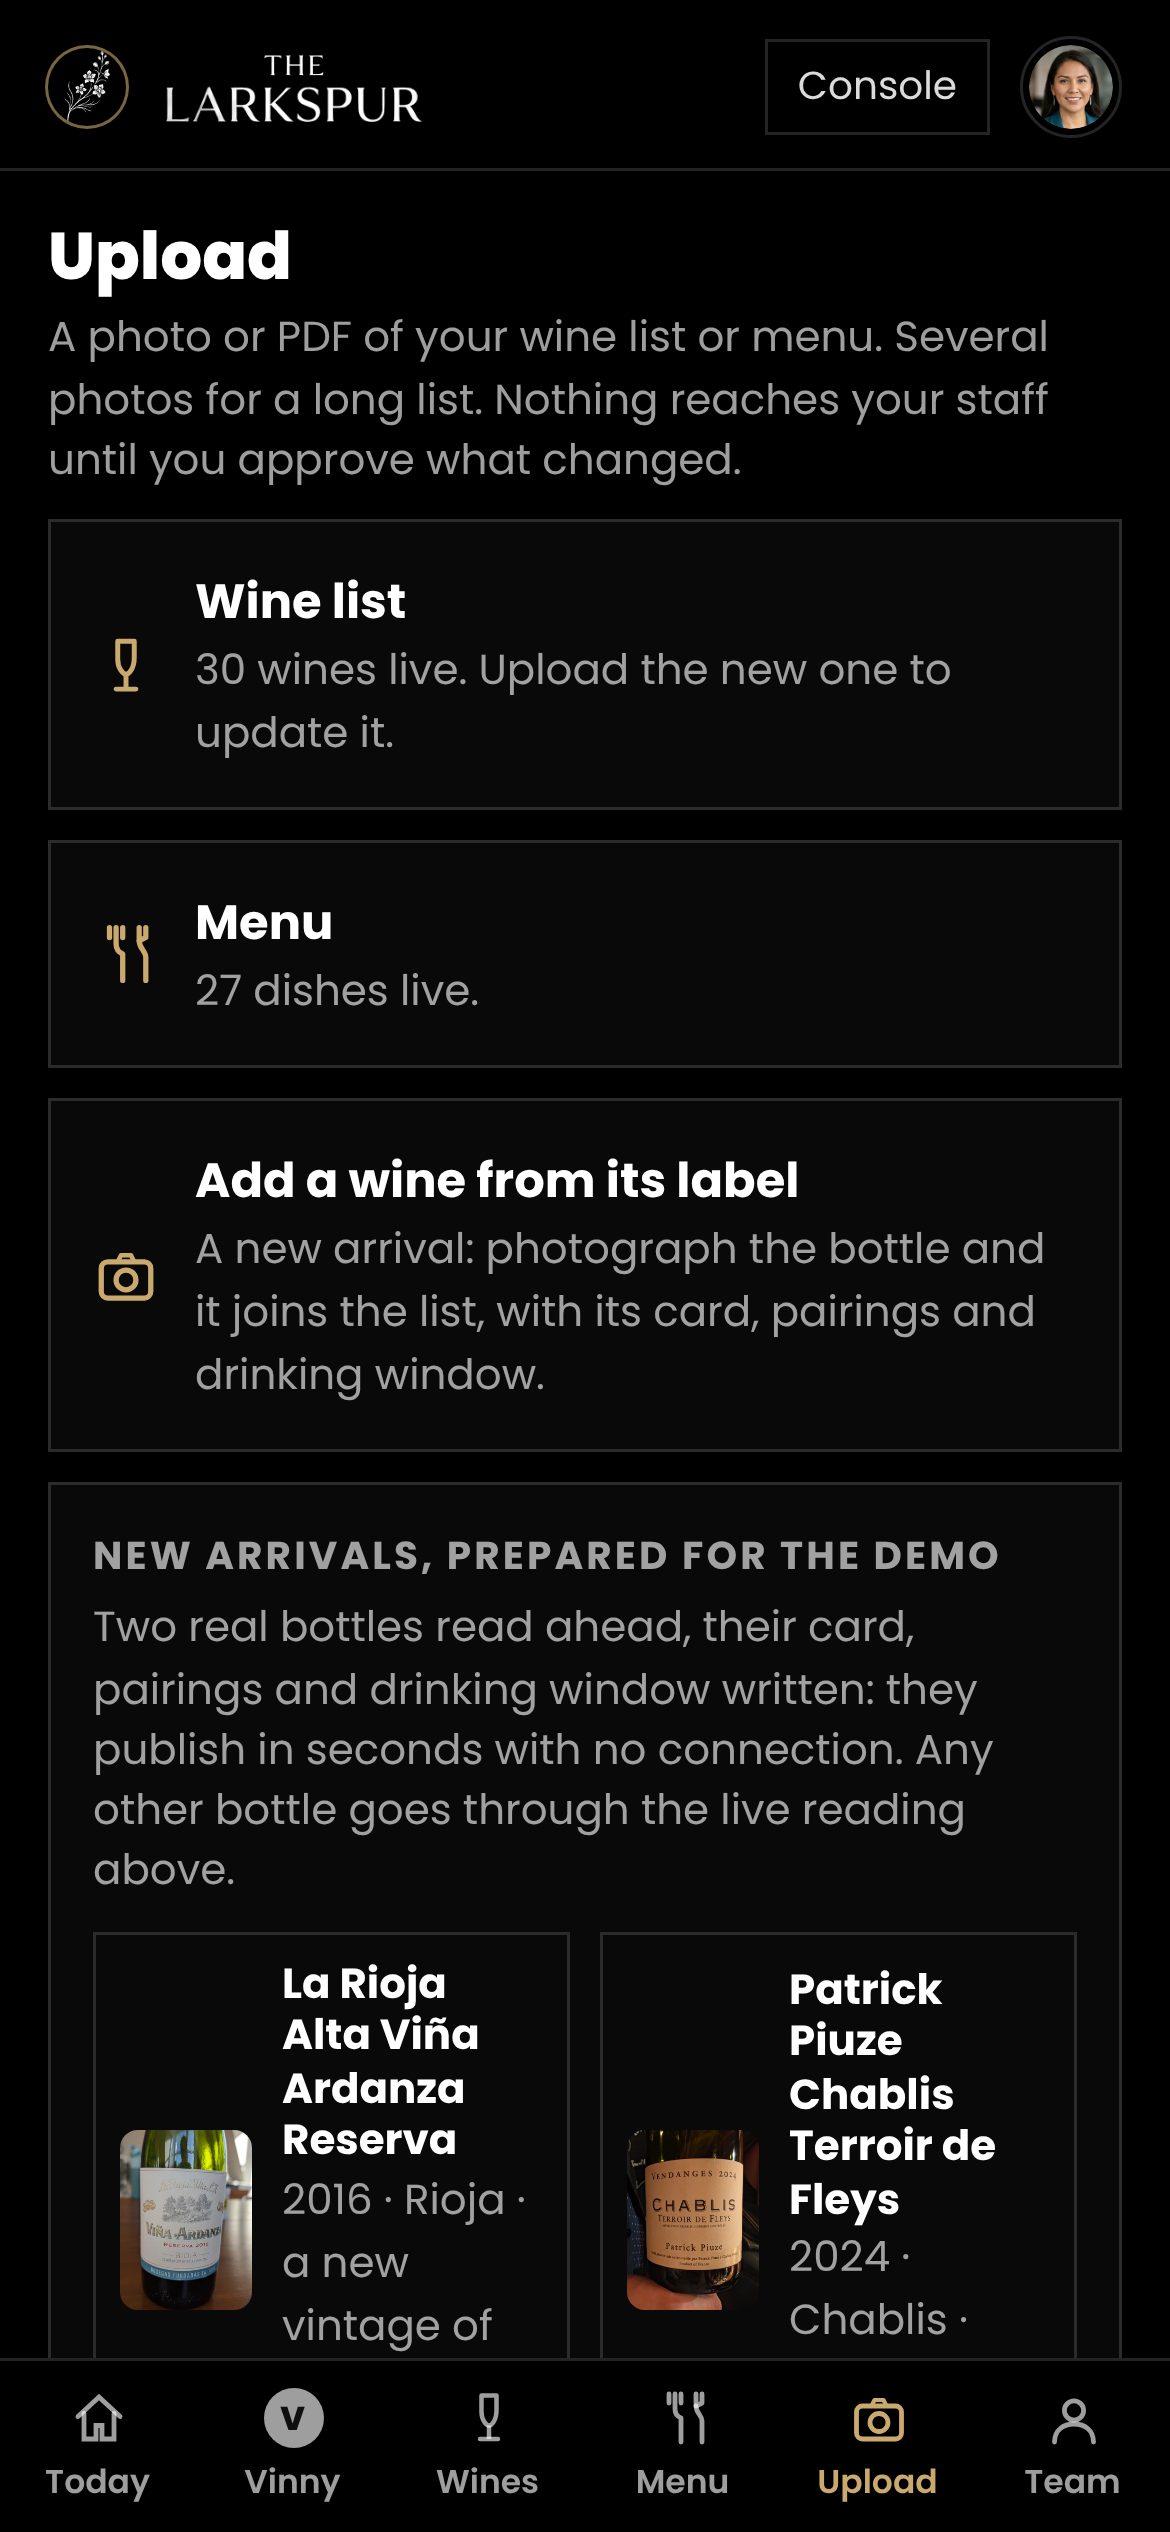 THE
LARKSPUR
Console
Upload
A photo or PDF of your wine list or menu. Several
photos for a long list. Nothing reaches your staff
until you approve what changed.
Wine list
30 wines live. Upload the new one to
update it.
Menu
27 dishes live.
Add a wine from its label
A new arrival: photograph the bottle and
it joins the list, with its card, pairings and
drinking window.
NEW ARRIVALS, PREPARED FOR THE DEMO
Two real bottles read ahead, their card,
pairings and drinking window written: they
publish in seconds with no connection. Any
other bottle goes through the live reading
above.
La Rioja
Alta Viña
Ardanza
Reserva
2016 · Rioja ·
a new
vintage of
VIÑA ARDANZA
RESERVA 2016
RIOJA
Patrick
Piuze
Chablis
Terroir de
Fleys
2024 ·
Chablis ·
VENDANGES 2024
CHABLIS
TERROIR DE FLEYS
Patrick Piuze
V
Today
Vinny
Wines
Menu
Upload
Team